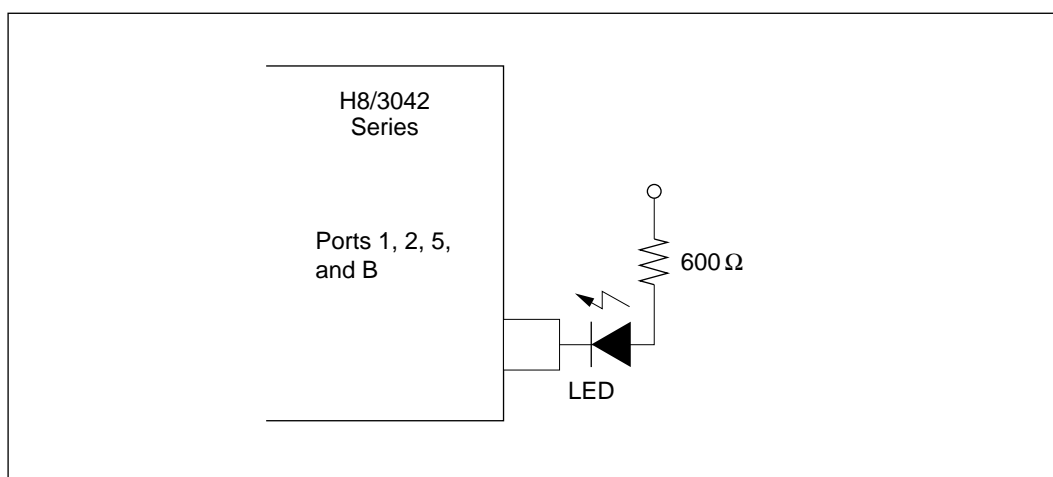 H8/3042
Series
Ports 1, 2, 5,
and B
600 Ω
LED